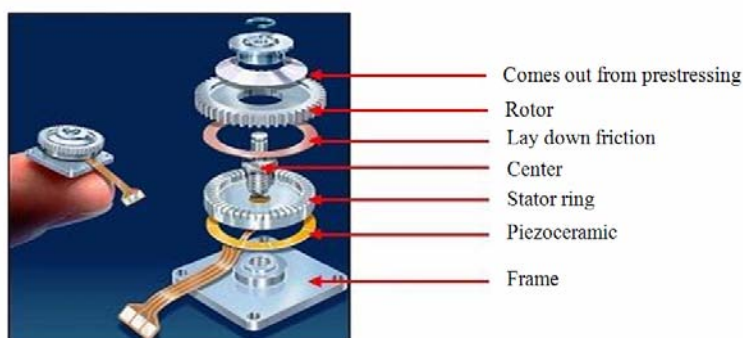 Comes out from prestressing
Rotor
Lay down friction
Center
Stator ring
Piezoceramic
Frame